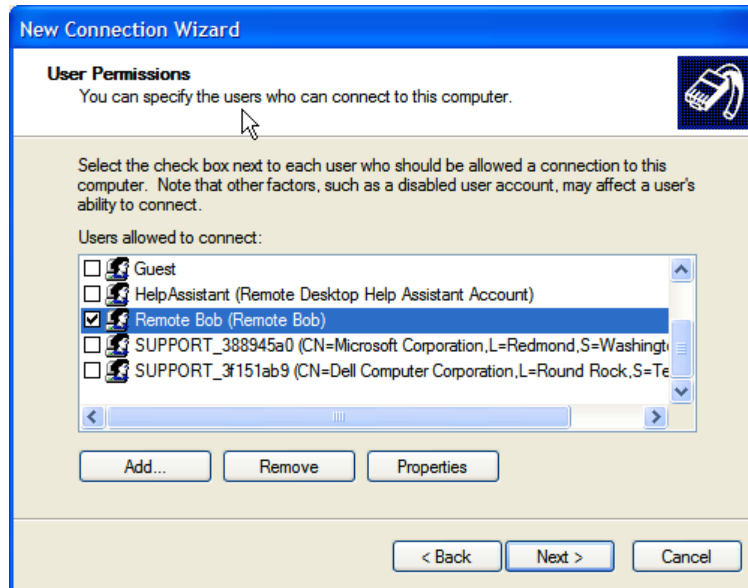 New Connection Wizard
User Permissions
You can specify the users who can connect to this computer.
Select the check box next to each user who should be allowed a connection to this
computer. Note that other factors, such as a disabled user account, may affect a user's
ability to connect.
Users allowed to connect:
Guest
HelpAssistant (Remote Desktop Help Assistant Account)
Remote Bob (Remote Bob)
SUPPORT_388945a0 (CN=Microsoft Corporation,L=Redmond,S=Washingt
SUPPORT_3f151ab9 (CN=Dell Computer Corporation,L=Round Rock,S=Te
Add... Remove Properties
< Back Next > Cancel